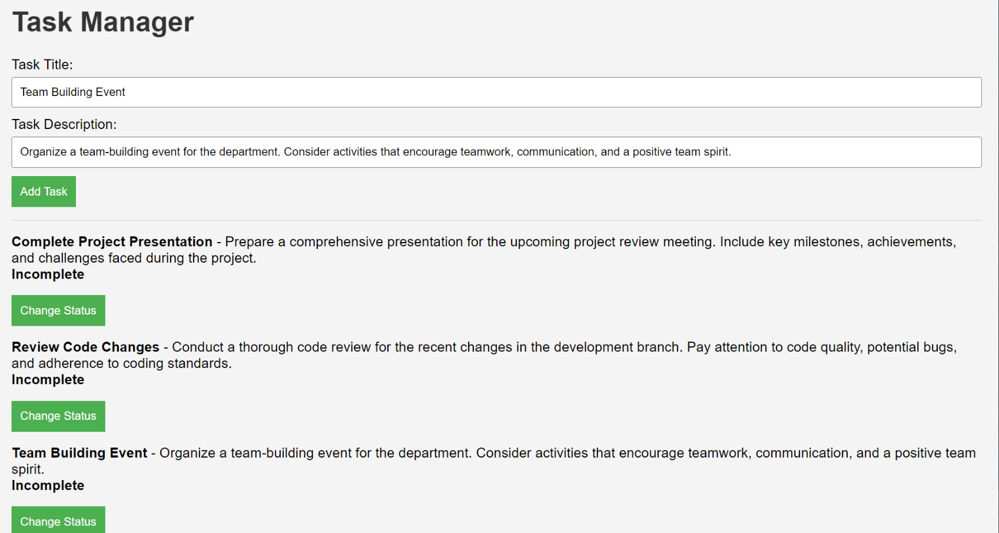 Task Manager
Task Title:
Team Building Event
Task Description:
Organize a team-building event for the department. Consider activities that encourage teamwork, communication, and a positive team spirit.
Add Task
Complete Project Presentation - Prepare a comprehensive presentation for the upcoming project review meeting. Include key milestones, achievements,
and challenges faced during the project.
Incomplete
Change Status
Review Code Changes - Conduct a thorough code review for the recent changes in the development branch. Pay attention to code quality, potential bugs,
and adherence to coding standards.
Incomplete
Change Status
Team Building Event - Organize a team-building event for the department. Consider activities that encourage teamwork, communication, and a positive team
spirit.
Incomplete
Change Status